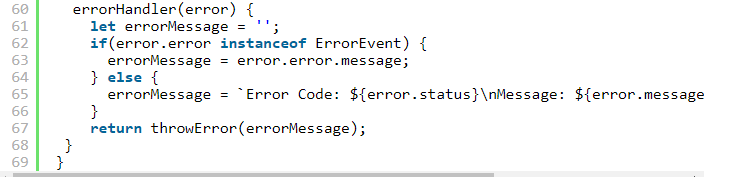 60 errorHandler(error) {
61 let errorMessage = '';
62 if(error.error instanceof ErrorEvent) {
63 errorMessage = error.error.message;
64 } else {
65 errorMessage = `Error Code: ${error.status}\nMessage: ${error.message
66 }
67 return throwError(errorMessage);
68 }
69 }